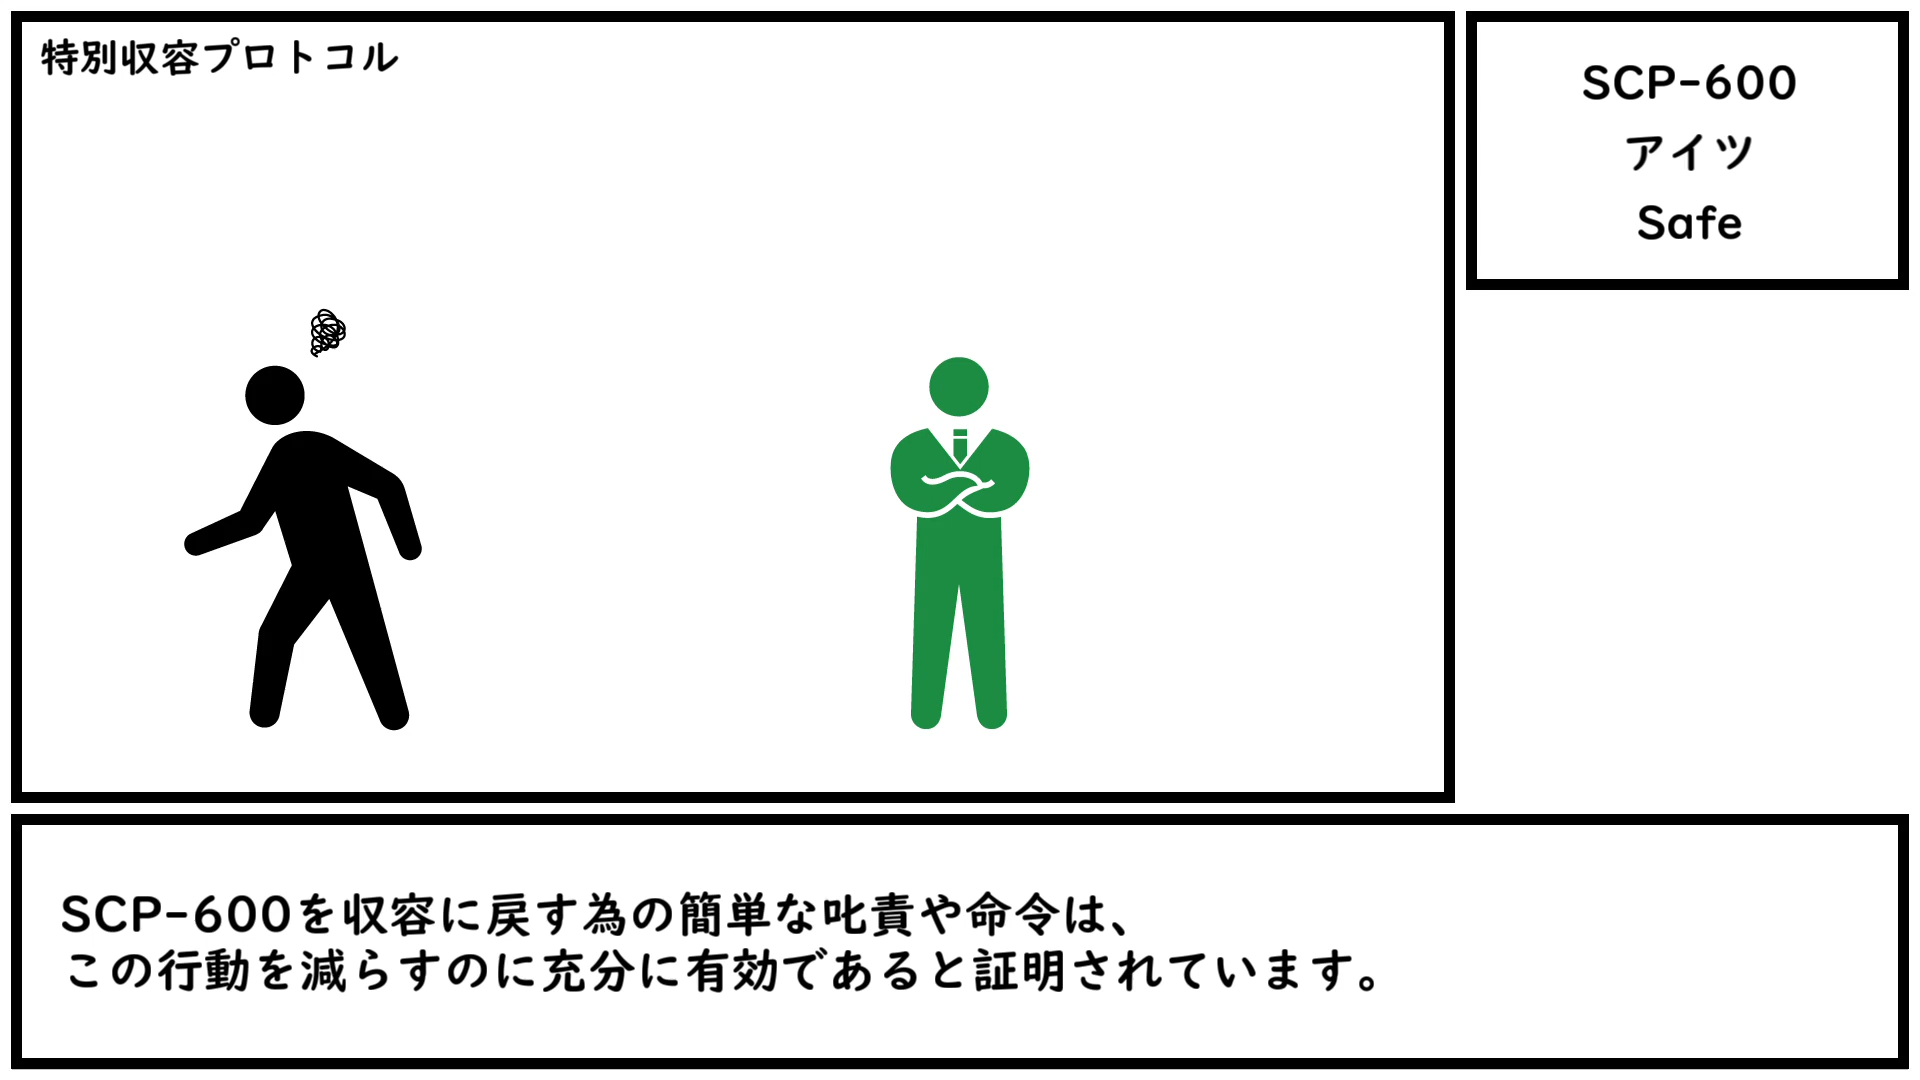 特別収容プロトコル
SCP-600
アイツ
Safe
SCP-600を収容に戻す為の簡単な叱責や命令は、
この行動を減らすのに充分に有効であると証明されています。